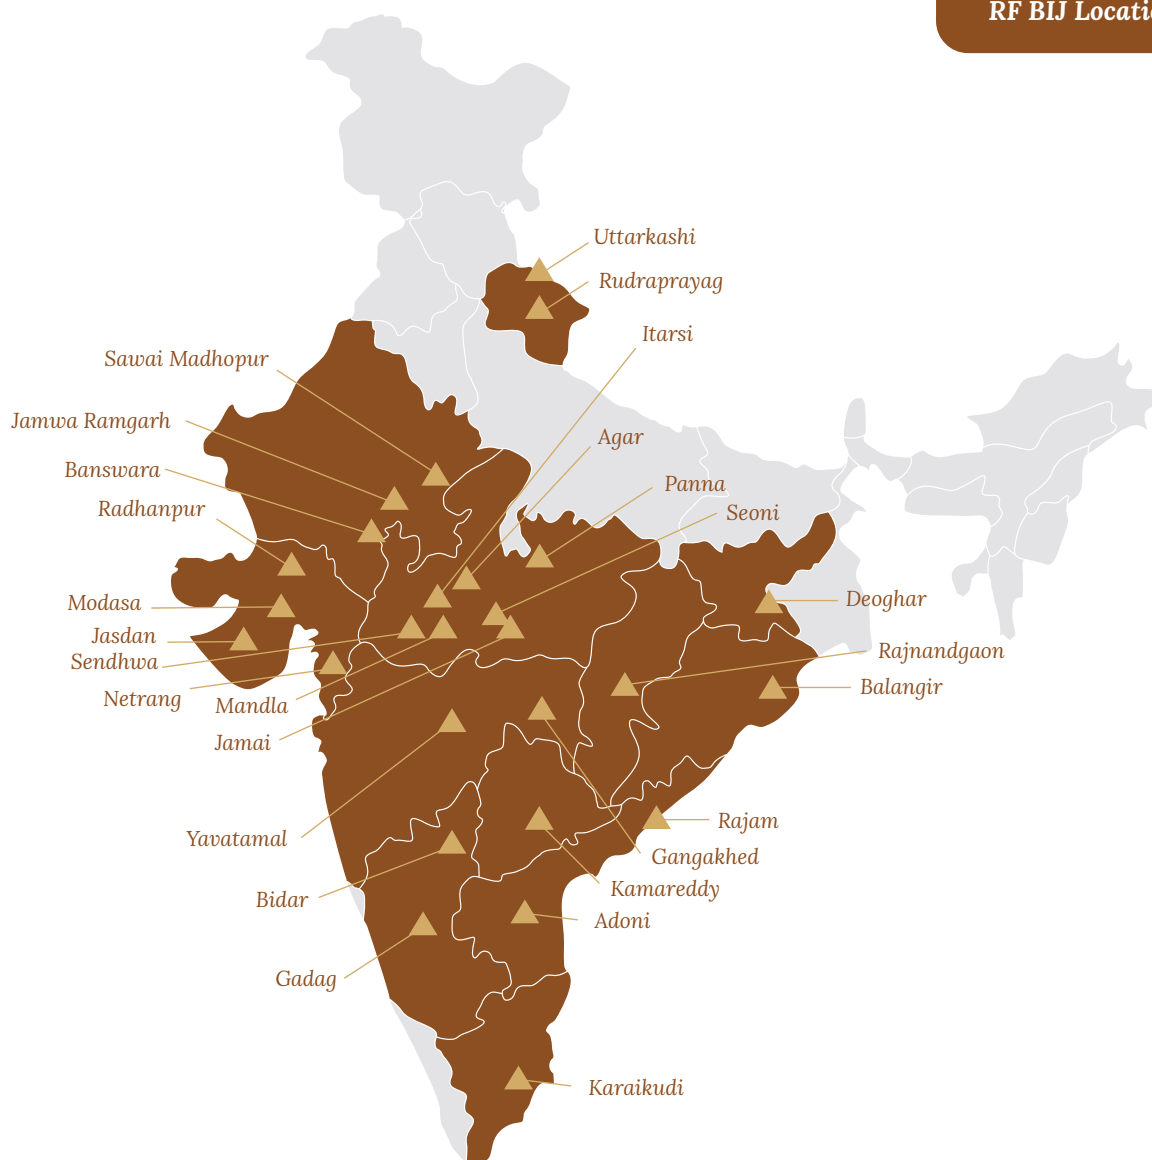 RF BIJ Locatio
Uttarkashi
Rudraprayag
Itarsi
Sawai Madhopur
Jamwa Ramgarh
Agar
Banswara
Panna
Radhanpur
Seoni
Modasa
Deoghar
Jasdan
Rajnandgaon
Sendhwa
Balangir
Netrang
Mandla
Jamai
Rajam
Yavatamal
Gangakhed
Kamareddy
Bidar
Adoni
Gadag
Karaikudi